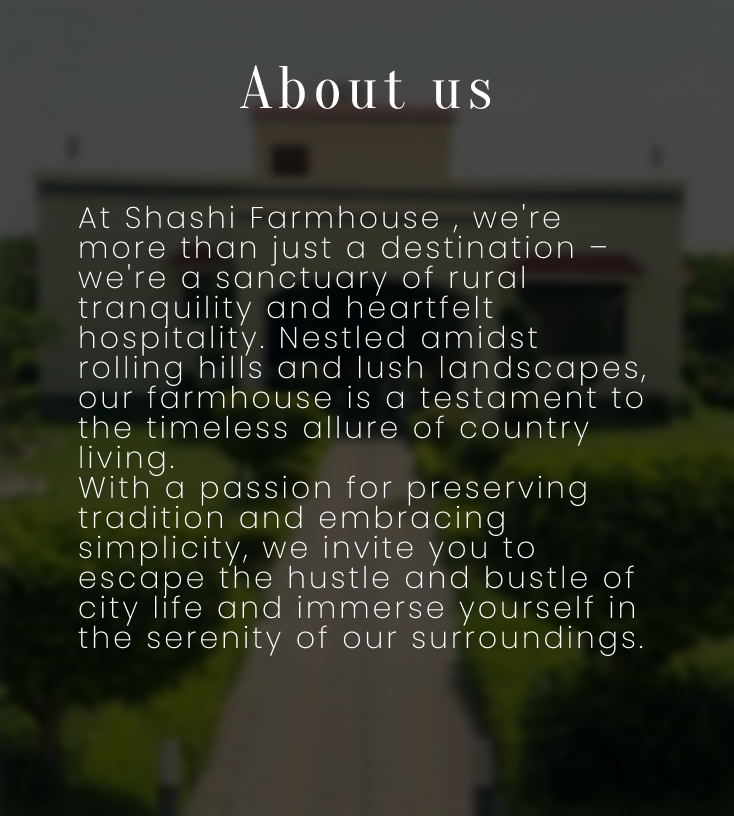 About us
At Shashi Farmhouse , we're
more than just a destination –
we're a sanctuary of rural
tranquility and heartfelt
hospitality. Nestled amidst
rolling hills and lush landscapes,
our farmhouse is a testament to
the timeless allure of country
living.
With a passion for preserving
tradition and embracing
simplicity, we invite you to
escape the hustle and bustle of
city life and immerse yourself in
the serenity of our surroundings.